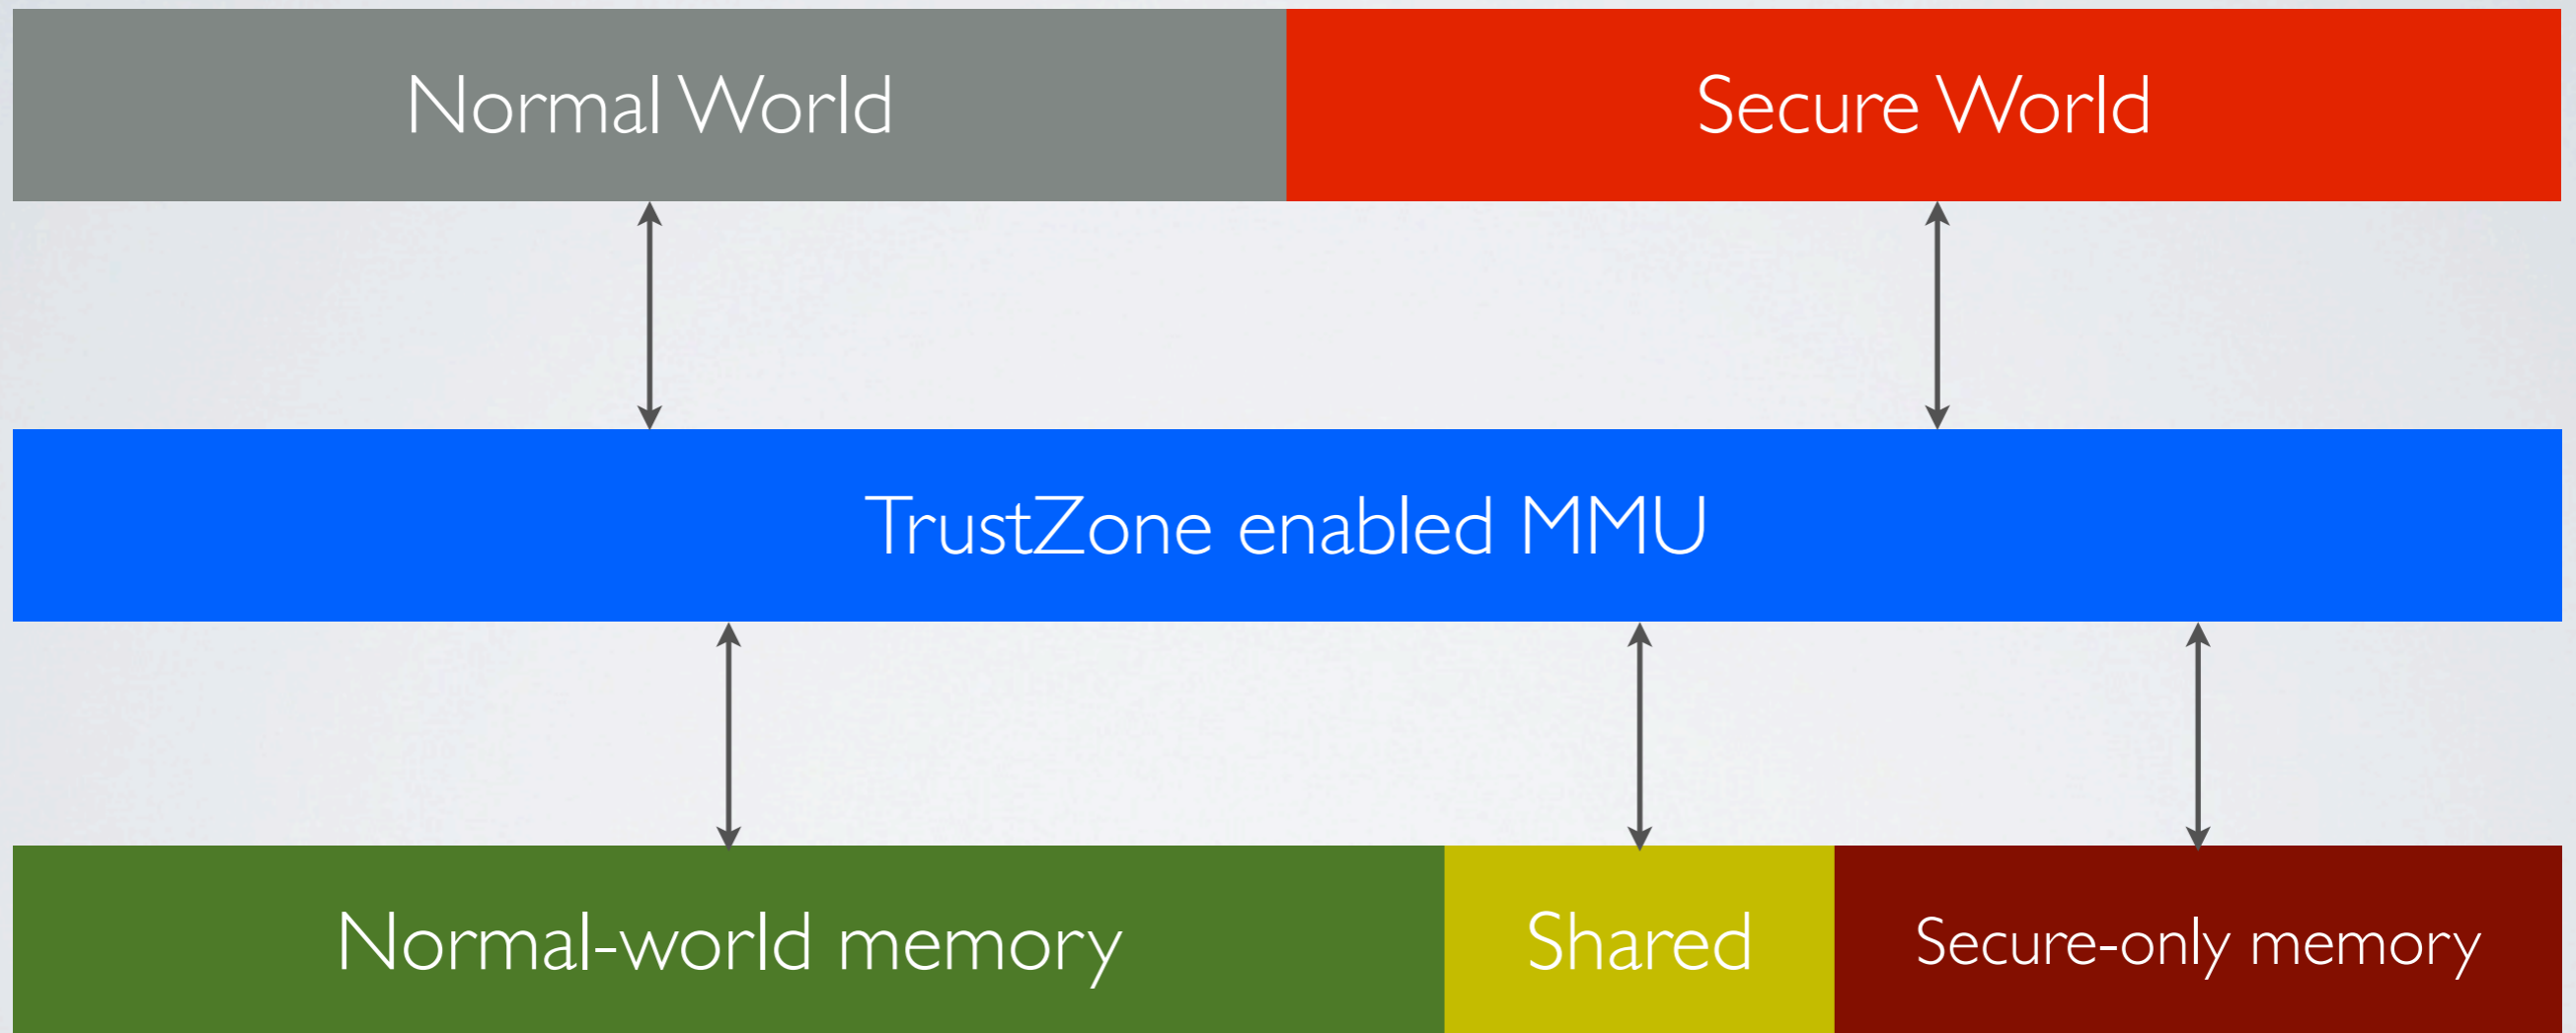 Normal World
Secure World
TrustZone enabled MMU
Normal-world memory
Shared
Secure-only memory